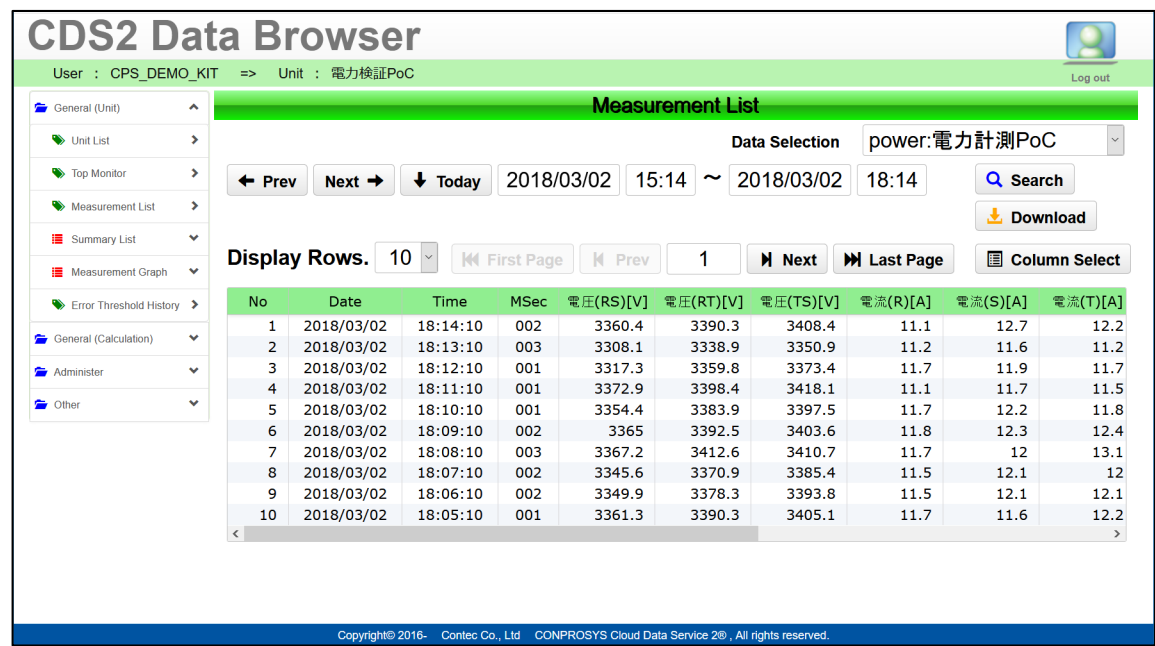 CDS2 Data Browser
User : CPS_DEMO_KIT => Unit : 電力検証PoC
Log out
General (Unit)
Unit List
Top Monitor
Measurement List
Summary List
Measurement Graph
Error Threshold History
General (Calculation)
Administer
Other
Measurement List
Data Selection power:電力計測PoC
Prev Next Today 2018/03/02 15:14 ~ 2018/03/02 18:14 Search
Download
Display Rows. 10 First Page Prev 1 Next Last Page Column Select
No Date Time MSec 電圧(RS)[V] 電圧(RT)[V] 電圧(TS)[V] 電流(R)[A] 電流(S)[A] 電流(T)[A]
1 2018/03/02 18:14:10 002 3360.4 3390.3 3408.4 11.1 12.7 12.2
2 2018/03/02 18:13:10 003 3308.1 3338.9 3350.9 11.2 11.6 11.2
3 2018/03/02 18:12:10 001 3317.3 3359.8 3373.4 11.7 11.9 11.7
4 2018/03/02 18:11:10 001 3372.9 3398.4 3418.1 11.1 11.7 11.5
5 2018/03/02 18:10:10 001 3354.4 3383.9 3397.5 11.7 12.2 11.8
6 2018/03/02 18:09:10 002 3365 3392.5 3403.6 11.8 12.3 12.4
7 2018/03/02 18:08:10 003 3367.2 3412.6 3410.7 11.7 12 13.1
8 2018/03/02 18:07:10 002 3345.6 3370.9 3385.4 11.5 12.1 12
9 2018/03/02 18:06:10 002 3349.9 3378.3 3393.8 11.5 12.1 12.1
10 2018/03/02 18:05:10 001 3361.3 3390.3 3405.1 11.7 11.6 12.2
Copyright© 2016- Contec Co., Ltd CONPROSYS Cloud Data Service 2® , All rights reserved.